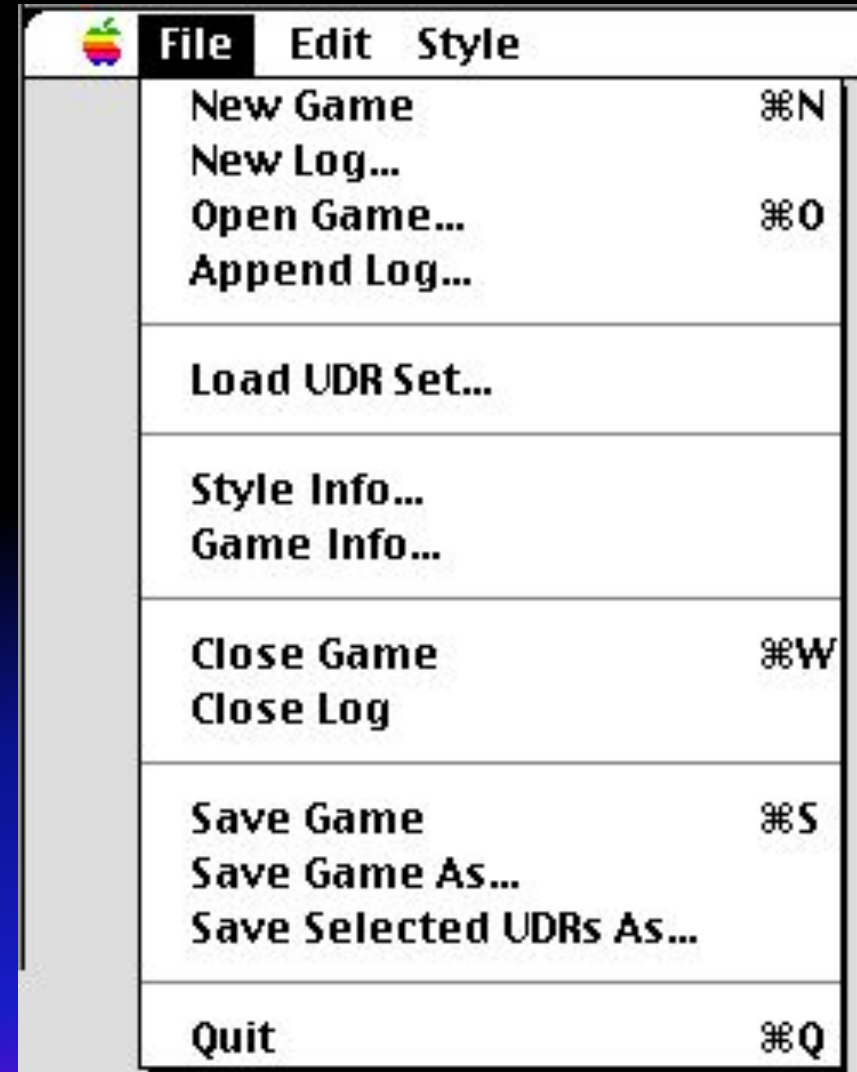 File Edit Style
New Game ⌘N
New Log...
Open Game... ⌘O
Append Log...
Load UDR Set...
Style Info...
Game Info...
Close Game ⌘W
Close Log
Save Game ⌘S
Save Game As...
Save Selected UDRs As...
Quit ⌘Q